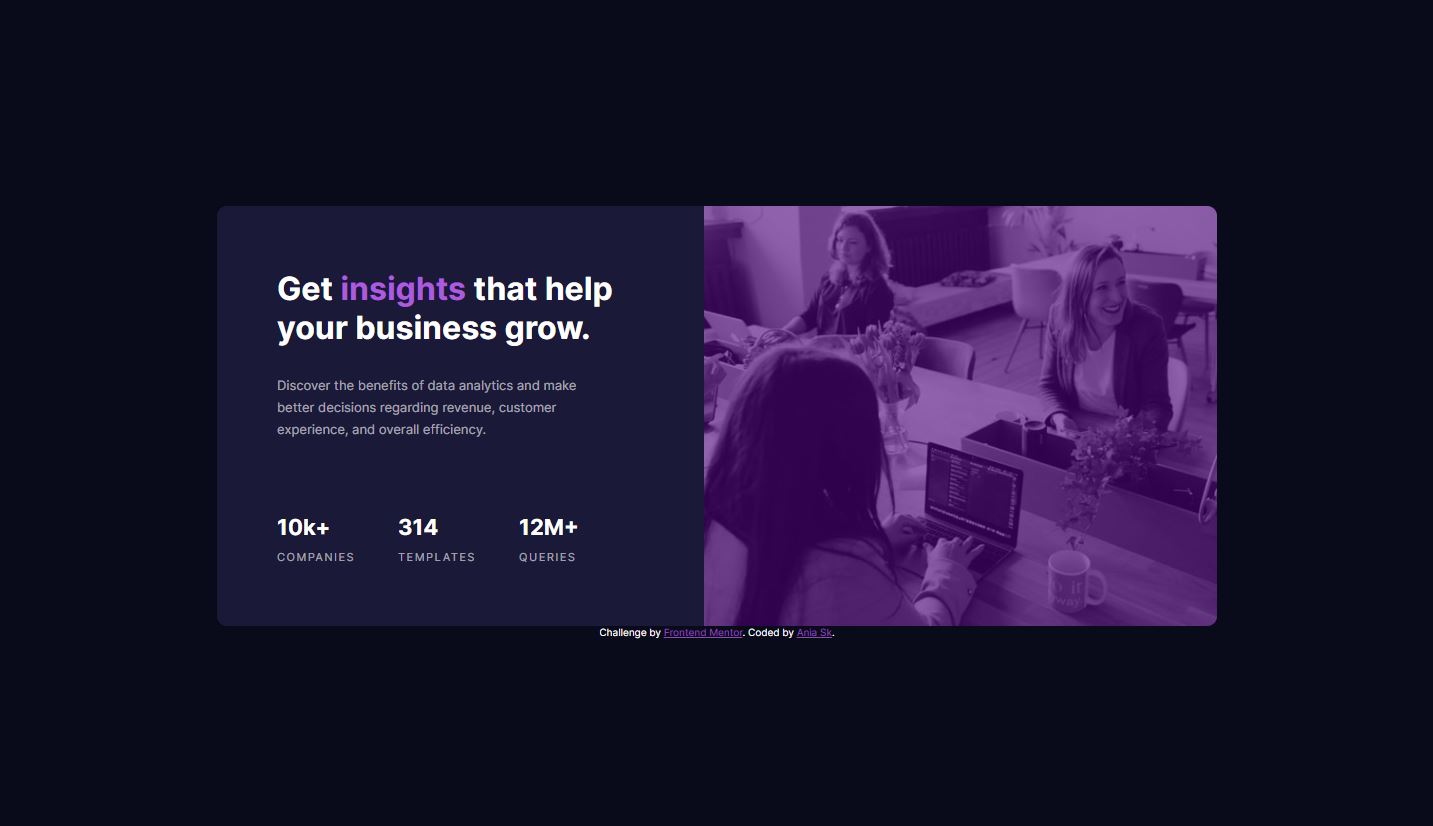 Get insights that help
your business grow.
Discover the benefits of data analytics and make
better decisions regarding revenue, customer
experience, and overall efficiency.
10k+ 314 12M+
COMPANIES TEMPLATES QUERIES
Challenge by Frontend Mentor. Coded by Ania Sk.